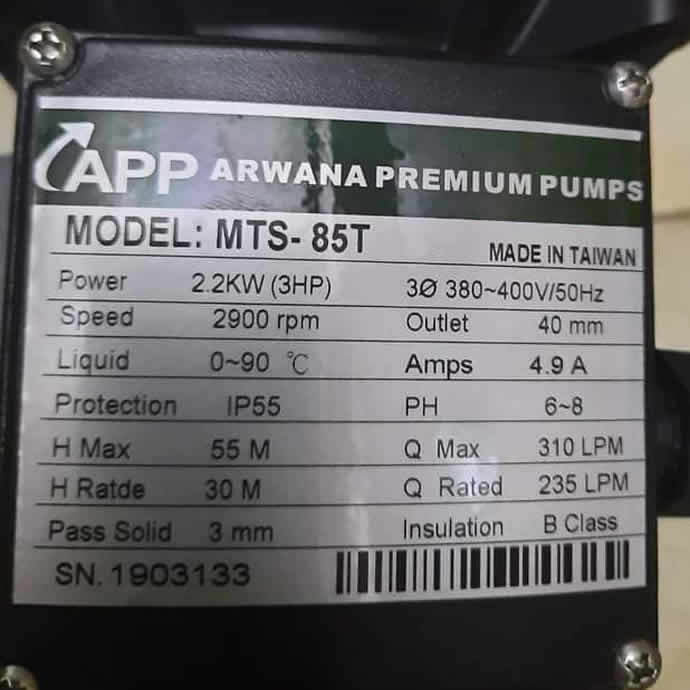 APP ARWANA PREMIUM PUMPS
MODEL: MTS- 85T
MADE IN TAIWAN
Power 2.2KW (3HP) 3Ø 380~400V/50Hz
Speed 2900 rpm Outlet 40 mm
Liquid 0~90 ℃ Amps 4.9 A
Protection IP55 PH 6~8
H Max 55 M Q Max 310 LPM
H Ratde 30 M Q Rated 235 LPM
Pass Solid 3 mm Insulation B Class
SN. 1903133